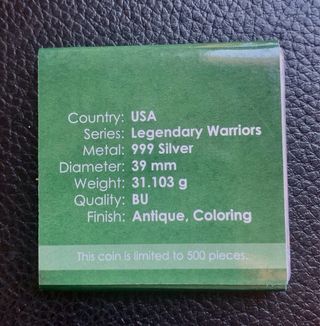 Country: USA
Series: Legendary Warriors
Metal: 999 Silver
Diameter: 39 mm
Weight: 31.103 g
Quality: BU
Finish: Antique, Coloring
This coin is limited to 500 pieces.